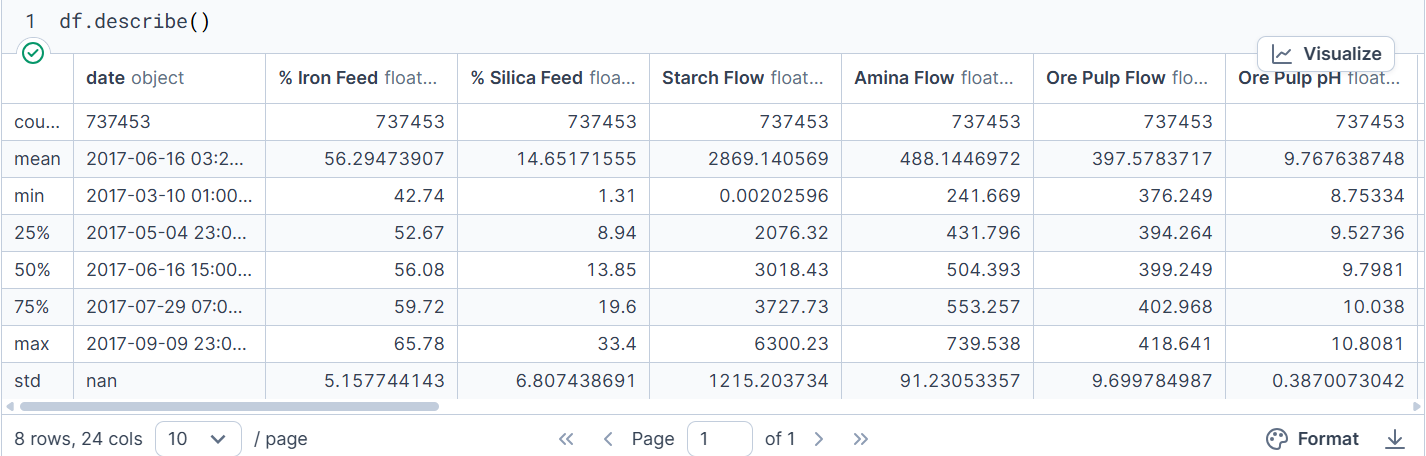 1 df.describe()
Visualize
date object % Iron Feed float... % Silica Feed floa... Starch Flow float... Amina Flow float... Ore Pulp Flow flo... Ore Pulp pH float...
cou... 737453 737453 737453 737453 737453 737453 737453
mean 2017-06-16 03:2... 56.29473907 14.65171555 2869.140569 488.1446972 397.5783717 9.767638748
min 2017-03-10 01:00... 42.74 1.31 0.00202596 241.669 376.249 8.75334
25% 2017-05-04 23:0... 52.67 8.94 2076.32 431.796 394.264 9.52736
50% 2017-06-16 15:00... 56.08 13.85 3018.43 504.393 399.249 9.7981
75% 2017-07-29 07:0... 59.72 19.6 3727.73 553.257 402.968 10.038
max 2017-09-09 23:0... 65.78 33.4 6300.23 739.538 418.641 10.8081
std nan 5.157744143 6.807438691 1215.203734 91.23053357 9.699784987 0.3870073042
8 rows, 24 cols 10 / page Page 1 of 1 Format